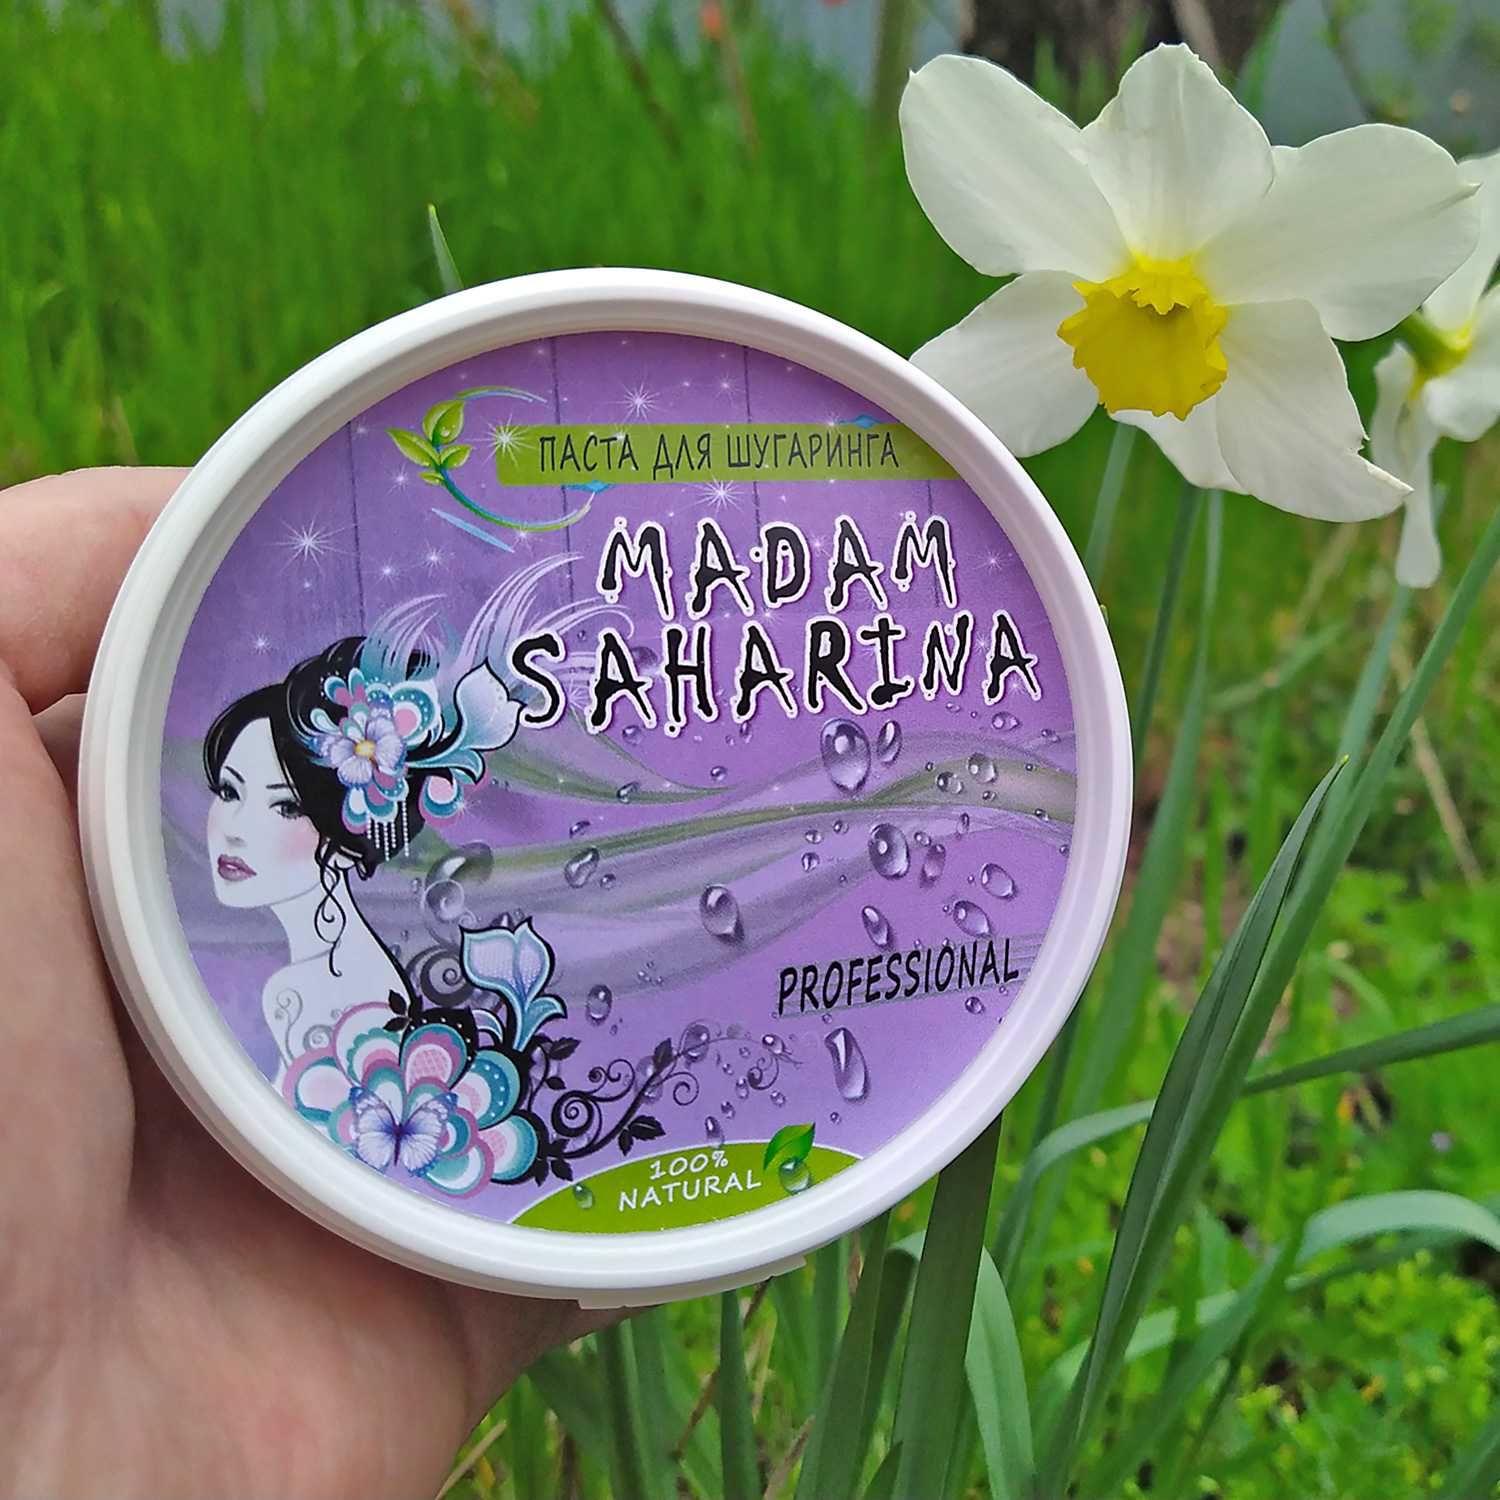 ПАСТА ДЛЯ ШУГАРИНГА
MADAM
SAHARINA
PROFESSIONAL
100%
NATURAL